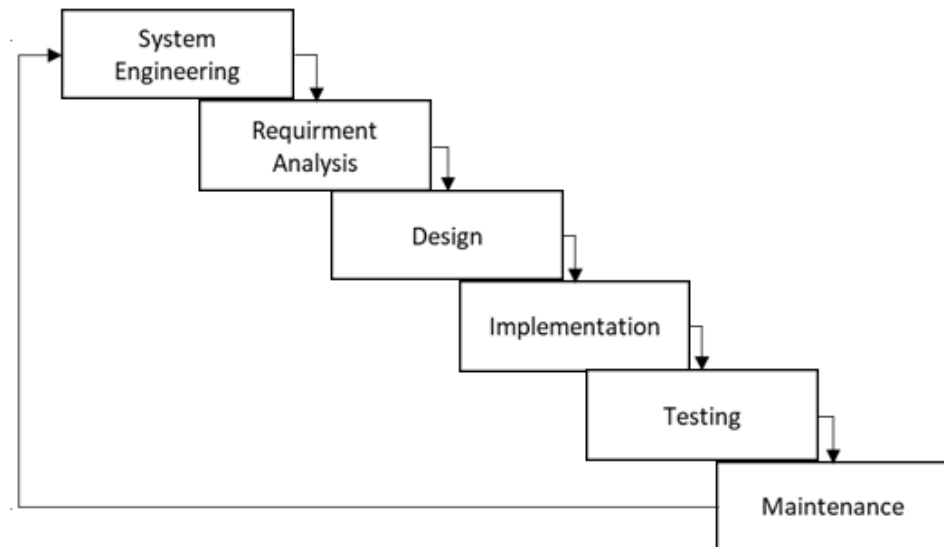 System
Engineering
Requirment
Analysis
Design
Implementation
Testing
Maintenance